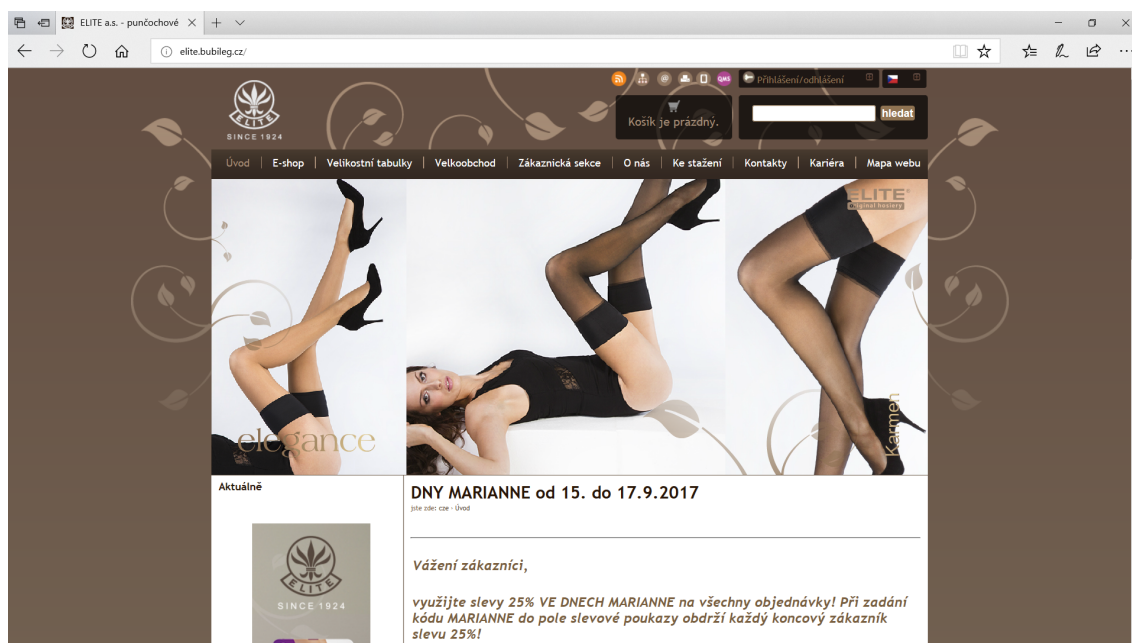 ELITE a.s. - punčochové
elite.bubileg.cz/
ELITE
SINCE 1924
@
QMS
Přihlášení/odhlášení
Košík je prázdný.
hledat
Úvod
E-shop
Velikostní tabulky
Velkoobchod
Zákaznická sekce
O nás
Ke stažení
Kontakty
Kariéra
Mapa webu
ELITE
original hosiery
elegance
Karmen
Aktuálně
ELITE
SINCE 1924
DNY MARIANNE od 15. do 17.9.2017
jste zde: cze - Úvod
Vážení zákazníci,
využijte slevy 25% VE DNECH MARIANNE na všechny objednávky! Při zadání
kódu MARIANNE do pole slevové poukazy obdrží každý koncový zákazník
slevu 25%!